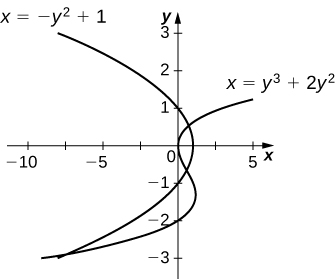 x = −y² + 1
y
3
2
x = y³ + 2y²
1
−10
−5
0
5
x
−1
−2
−3